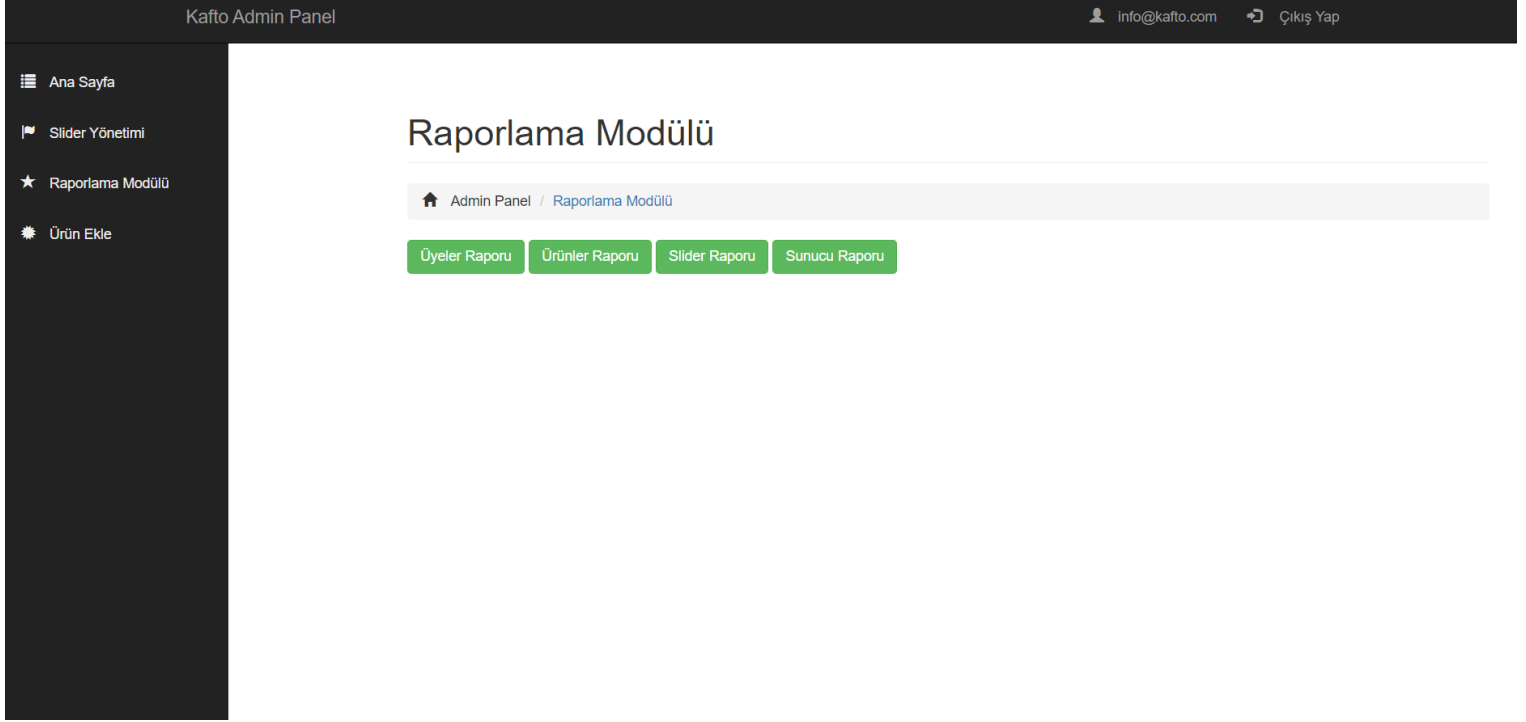 Kafto Admin Panel
info@kafto.com
Çıkış Yap
Ana Sayfa
Slider Yönetimi
Raporlama Modülü
Ürün Ekle
Raporlama Modülü
Admin Panel / Raporlama Modülü
Üyeler Raporu
Ürünler Raporu
Slider Raporu
Sunucu Raporu